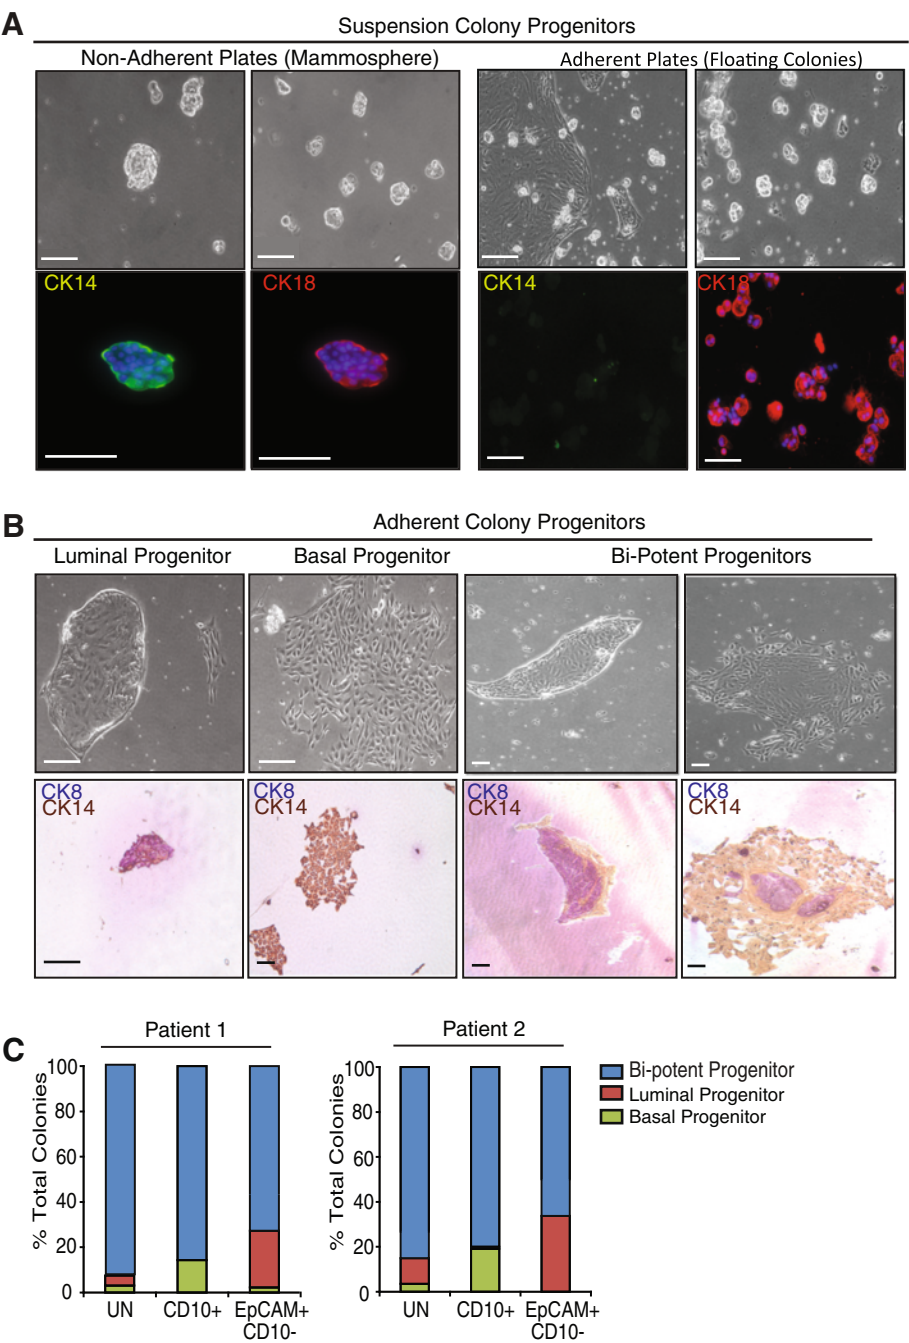 A
Suspension Colony Progenitors
Non-Adherent Plates (Mammosphere)
Adherent Plates (Floating Colonies)
CK14
CK18
CK14
CK18
B
Adherent Colony Progenitors
Luminal Progenitor
Basal Progenitor
Bi-Potent Progenitors
CK8
CK14
CK8
CK14
CK8
CK14
CK8
CK14
C
Patient 1
% Total Colonies
100
80
60
40
20
0
UN
CD10+
EpCAM+
CD10-
Patient 2
% Total Colonies
100
80
60
40
20
0
UN
CD10+
EpCAM+
CD10-
Bi-potent Progenitor
Luminal Progenitor
Basal Progenitor